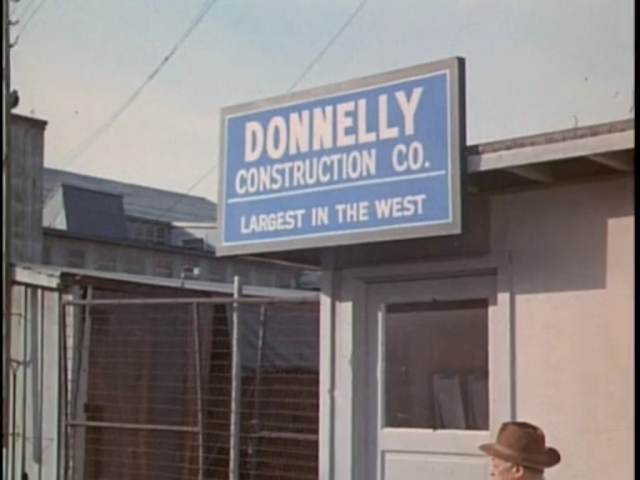 DONNELLY
CONSTRUCTION CO.
LARGEST IN THE WEST